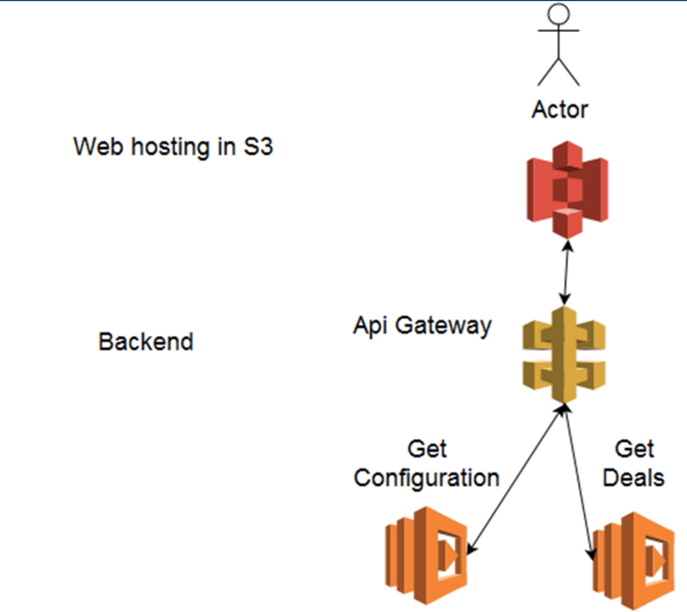 Actor
Web hosting in S3
Api Gateway
Backend
Get
Configuration
Get
Deals